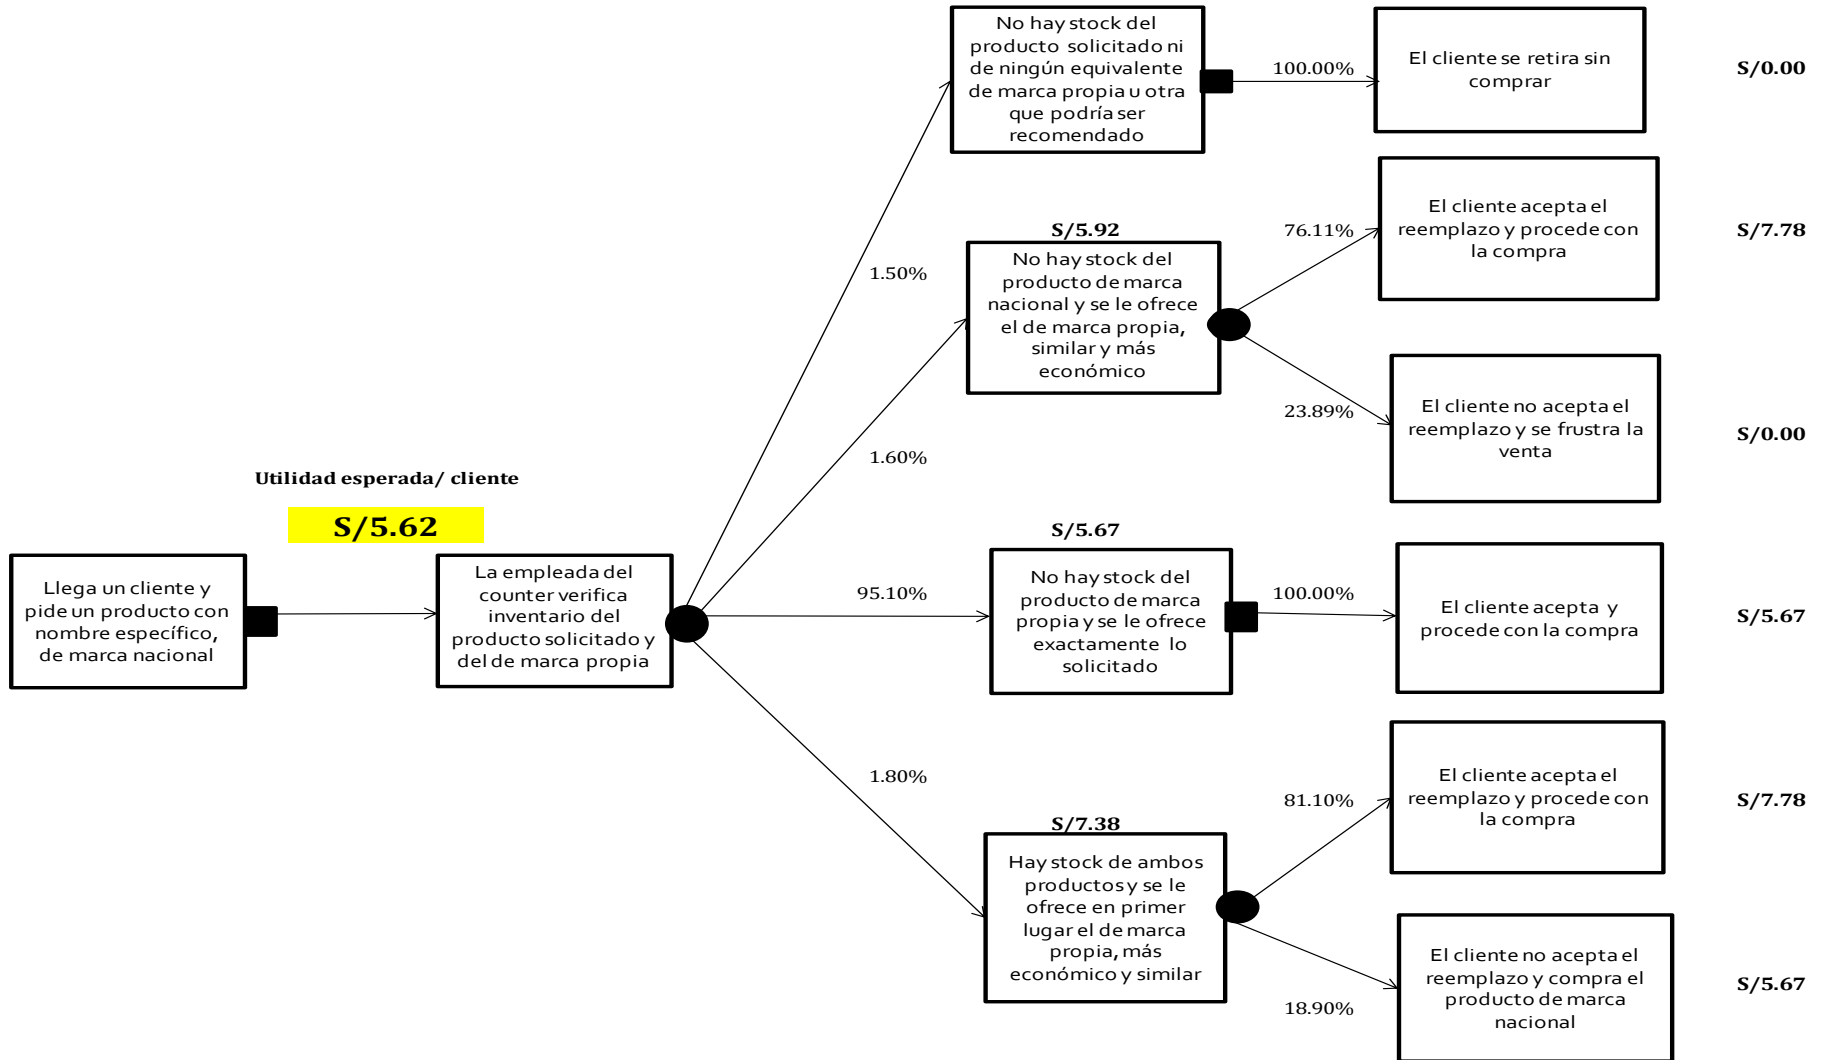 No hay stock del
producto solicitado ni
de ningún equivalente
de marca propia u otra
que podría ser
recomendado
100.00%
El cliente se retira sin
comprar
S/0.00
1.50%
S/5.92
No hay stock del
producto de marca
nacional y se le ofrece
el de marca propia,
similar y más
económico
76.11%
El cliente acepta el
reemplazo y procede con
la compra
S/7.78
23.89%
El cliente no acepta el
reemplazo y se frustra la
venta
S/0.00
1.60%
Utilidad esperada/ cliente
S/5.62
Llega un cliente y
pide un producto con
nombre específico,
de marca nacional
La empleada del
counter verifica
inventario del
producto solicitado y
del de marca propia
95.10%
S/5.67
No hay stock del
producto de marca
propia y se le ofrece
exactamente lo
solicitado
100.00%
El cliente acepta y
procede con la compra
S/5.67
1.80%
S/7.38
Hay stock de ambos
productos y se le
ofrece en primer
lugar el de marca
propia, más
económico y similar
81.10%
El cliente acepta el
reemplazo y procede con
la compra
S/7.78
18.90%
El cliente no acepta el
reemplazo y compra el
producto de marca
nacional
S/5.67